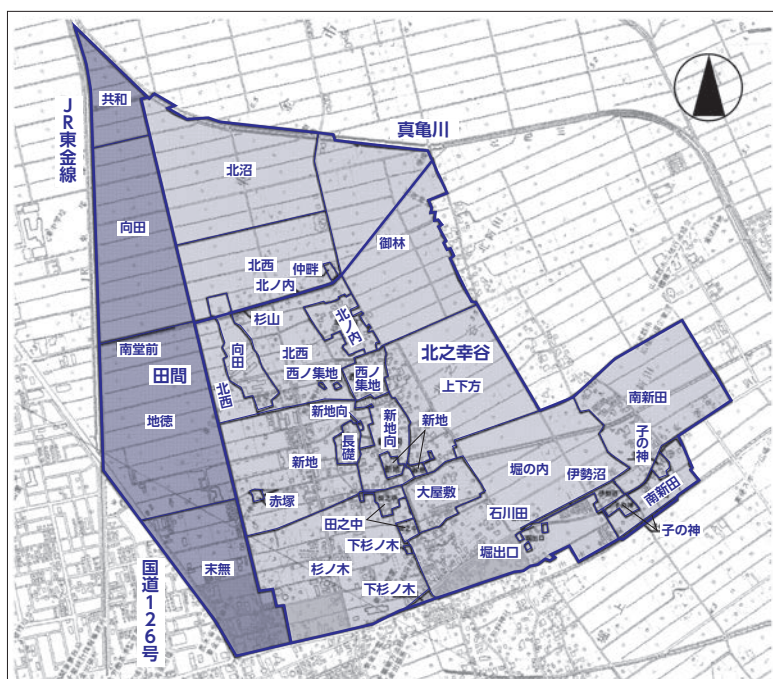 共和
JR東金線
真亀川
北沼
向田
御林
北西
仲畔
北ノ内
杉山
北ノ内
南堂前
田間
向田
北西
西ノ集地
西ノ集地
北之幸谷
上下方
南新田
北西
地徳
新地向
新地向
新地
子の神
長礎
新地
堀の内
伊勢沼
大屋敷
南新田
赤塚
石川田
田之中
子の神
下杉ノ木
堀出口
国道126号
末無
杉ノ木
下杉ノ木